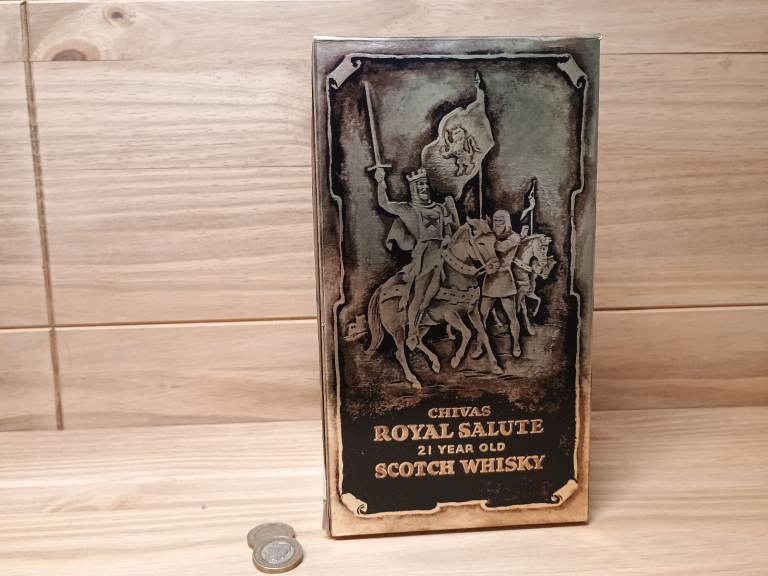 CHIVAS
ROYAL SALUTE
21 YEAR OLD
SCOTCH WHISKY